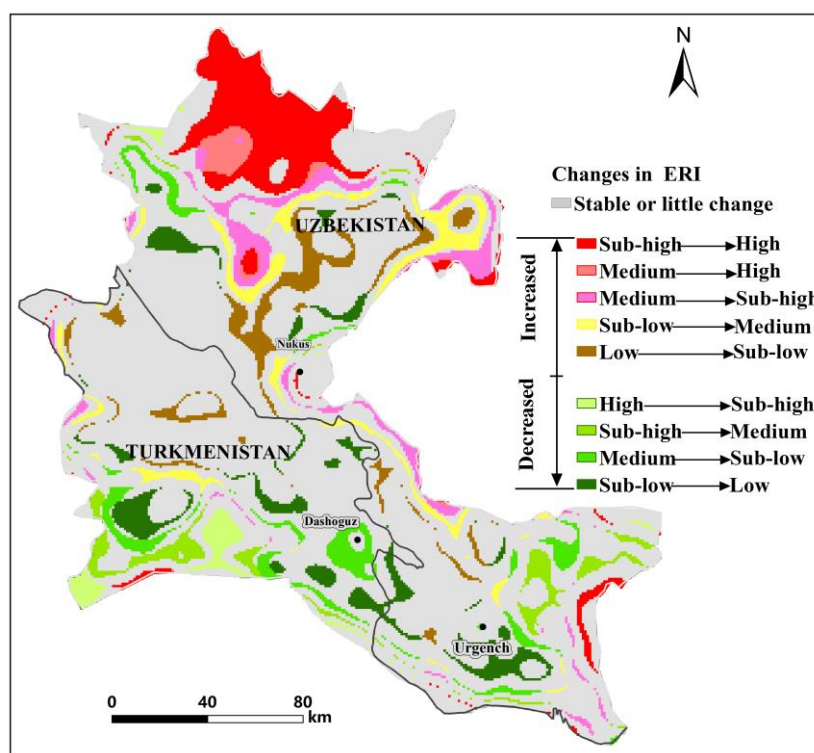 N
Changes in ERI
Stable or little change
Increased
Sub-high High
Medium High
Medium Sub-high
Sub-low Medium
Low Sub-low
Decreased
High Sub-high
Sub-high Medium
Medium Sub-low
Sub-low Low
UZBEKISTAN
Nukus
TURKMENISTAN
Dashoguz
Urgench
0 40 80
km